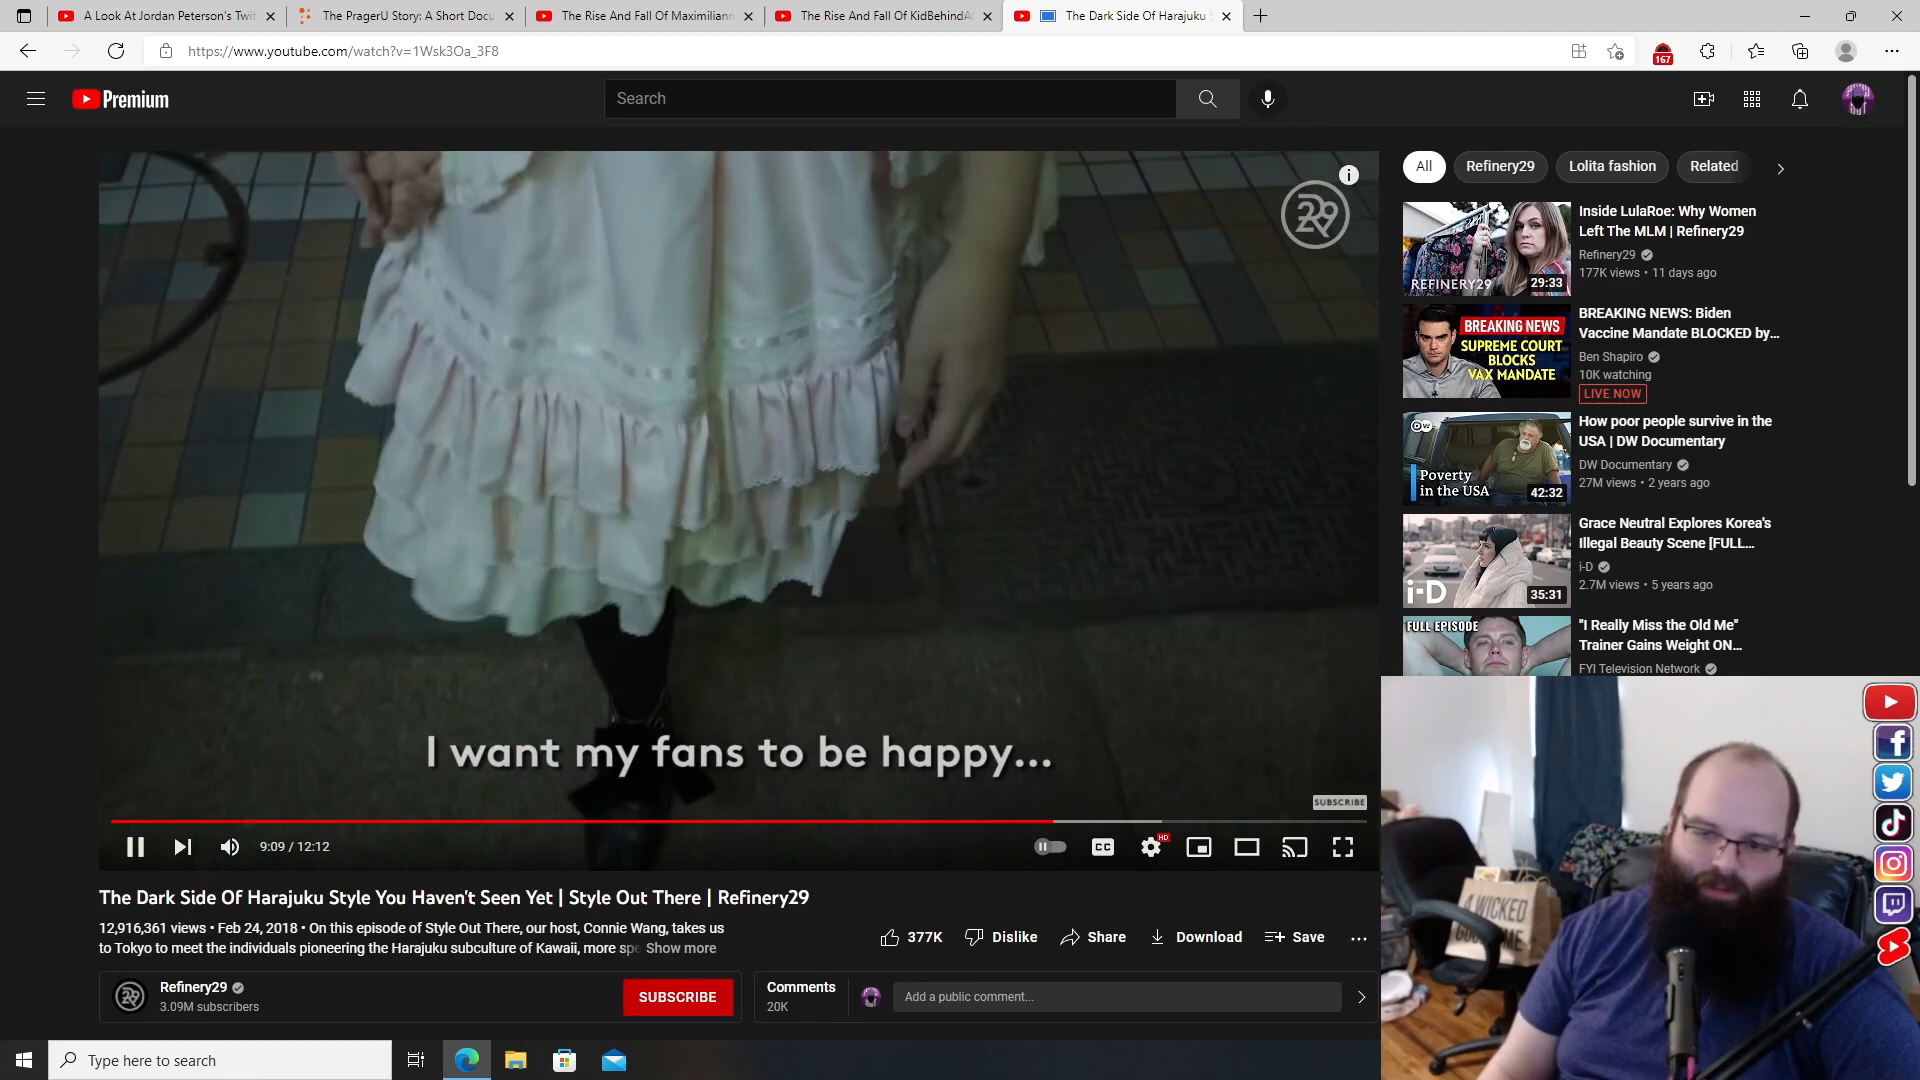 A Look At Jordan Peterson's Twit
The PragerU Story: A Short Docu
The Rise And Fall Of Maximilian
The Rise And Fall Of KidBehindA
The Dark Side Of Harajuku S
https://www.youtube.com/watch?v=1Wsk3Oa_3F8
167
Premium
Search
All
Refinery29
Lolita fashion
Related
29
Inside LulaRoe: Why Women
Left The MLM | Refinery29
Refinery29
177K views • 11 days ago
REFINERY29
29:33
BREAKING NEWS
SUPREME COURT
BLOCKS
VAX MANDATE
BREAKING NEWS: Biden
Vaccine Mandate BLOCKED by...
Ben Shapiro
10K watching
LIVE NOW
DW
Poverty
in the USA
42:32
How poor people survive in the
USA | DW Documentary
DW Documentary
27M views • 2 years ago
i-D
35:31
Grace Neutral Explores Korea's
Illegal Beauty Scene [FULL...
i-D
2.7M views • 5 years ago
FULL EPISODE
"I Really Miss the Old Me"
Trainer Gains Weight ON...
FYI Television Network
I want my fans to be happy...
SUBSCRIBE
9:09 / 12:12
CC
HD
The Dark Side Of Harajuku Style You Haven't Seen Yet | Style Out There | Refinery29
12,916,361 views • Feb 24, 2018 • On this episode of Style Out There, our host, Connie Wang, takes us
to Tokyo to meet the individuals pioneering the Harajuku subculture of Kawaii, more spe Show more
377K
Dislike
Share
Download
Save
Refinery29
3.09M subscribers
SUBSCRIBE
Comments
20K
Add a public comment...
WICKED
Type here to search